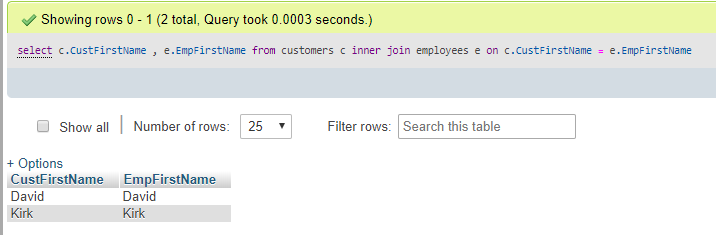 Showing rows 0 - 1 (2 total, Query took 0.0003 seconds.)
select c.CustFirstName , e.EmpFirstName from customers c inner join employees e on c.CustFirstName = e.EmpFirstName
Show all | Number of rows: 25 Filter rows: Search this table
+ Options
CustFirstName EmpFirstName
David David
Kirk Kirk